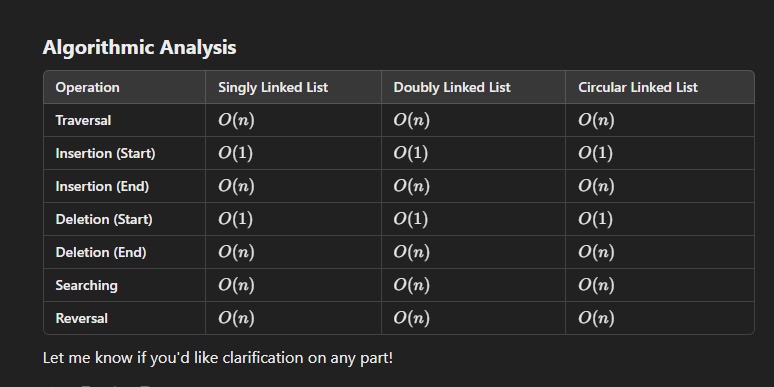 Algorithmic Analysis
Operation Singly Linked List Doubly Linked List Circular Linked List
Traversal O(n) O(n) O(n)
Insertion (Start) O(1) O(1) O(1)
Insertion (End) O(n) O(n) O(n)
Deletion (Start) O(1) O(1) O(1)
Deletion (End) O(n) O(n) O(n)
Searching O(n) O(n) O(n)
Reversal O(n) O(n) O(n)
Let me know if you'd like clarification on any part!